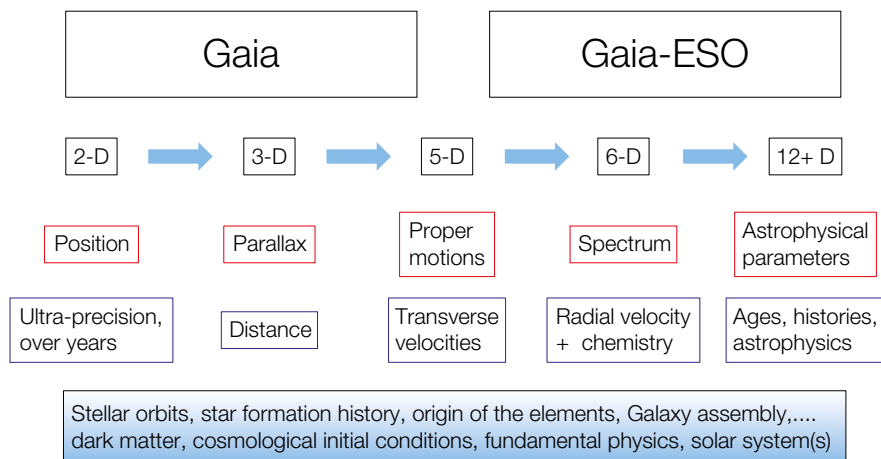 Gaia
Gaia-ESO
2-D
3-D
5-D
6-D
12+ D
Position
Parallax
Proper
motions
Spectrum
Astrophysical
parameters
Ultra-precision,
over years
Distance
Transverse
velocities
Radial velocity
+ chemistry
Ages, histories,
astrophysics
Stellar orbits, star formation history, origin of the elements, Galaxy assembly,....
dark matter, cosmological initial conditions, fundamental physics, solar system(s)